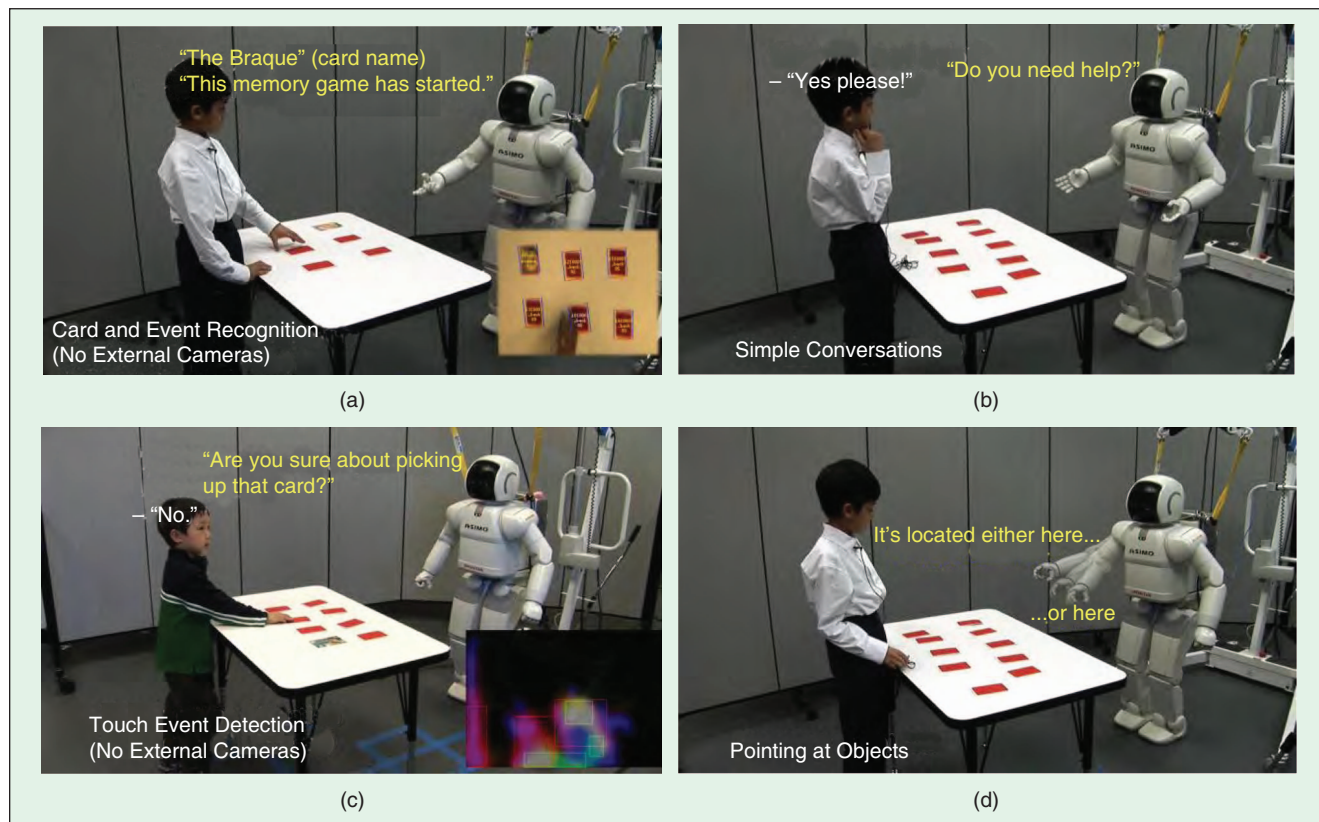 “The Braque” (card name)
“This memory game has started.”
ASIMO
Card and Event Recognition
(No External Cameras)
(a)
“Do you need help?”
– “Yes please!”
ASIMO
Simple Conversations
(b)
“Are you sure about picking
up that card?”
– “No.”
ASIMO
Touch Event Detection
(No External Cameras)
(c)
It’s located either here...
ASIMO
...or here
Pointing at Objects
(d)